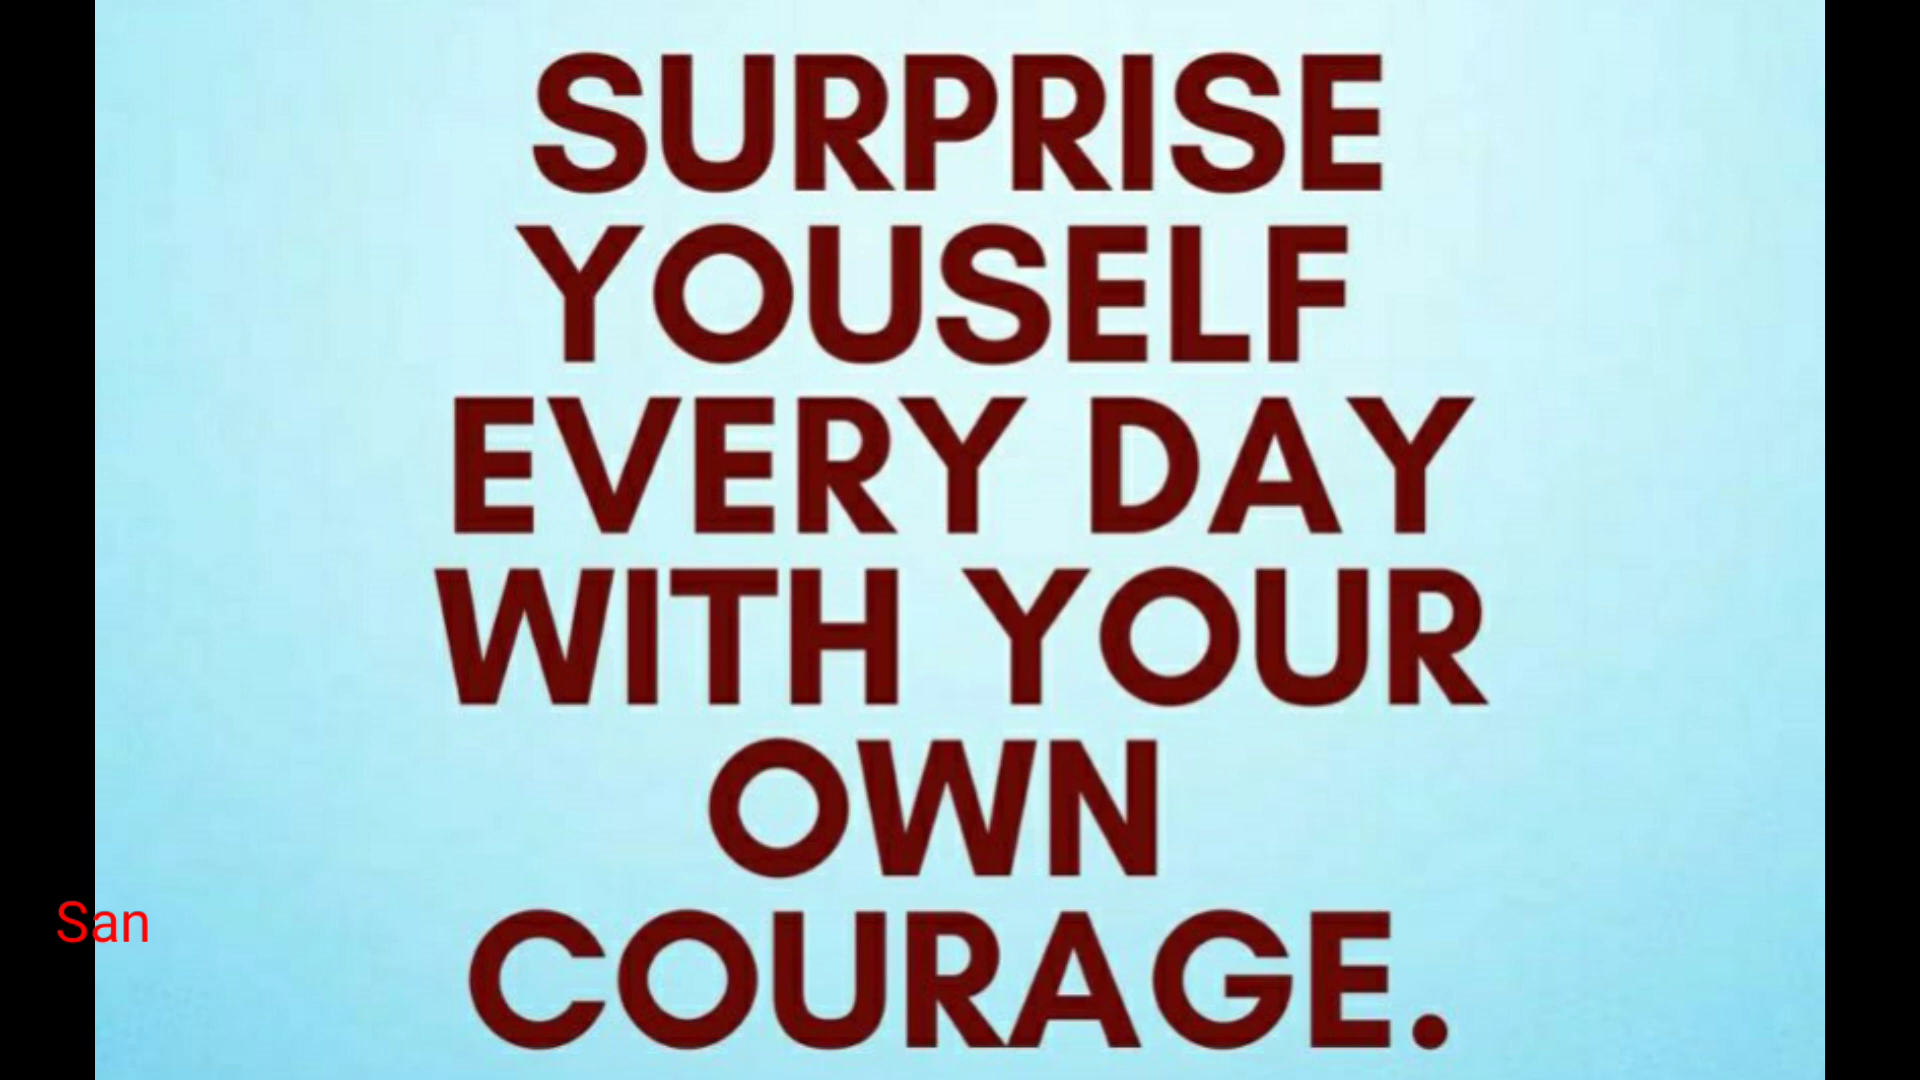 SURPRISE
YOUSELF
EVERY DAY
WITH YOUR
OWN
San
COURAGE.